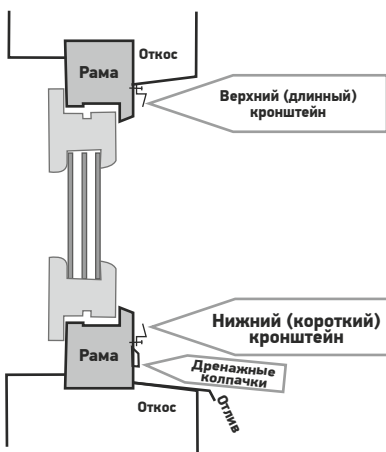 Откос
Рама
Верхний (длинный)
кронштейн
Нижний (короткий)
кронштейн
Рама
Дренажные
колпачки
Откос
Отлив